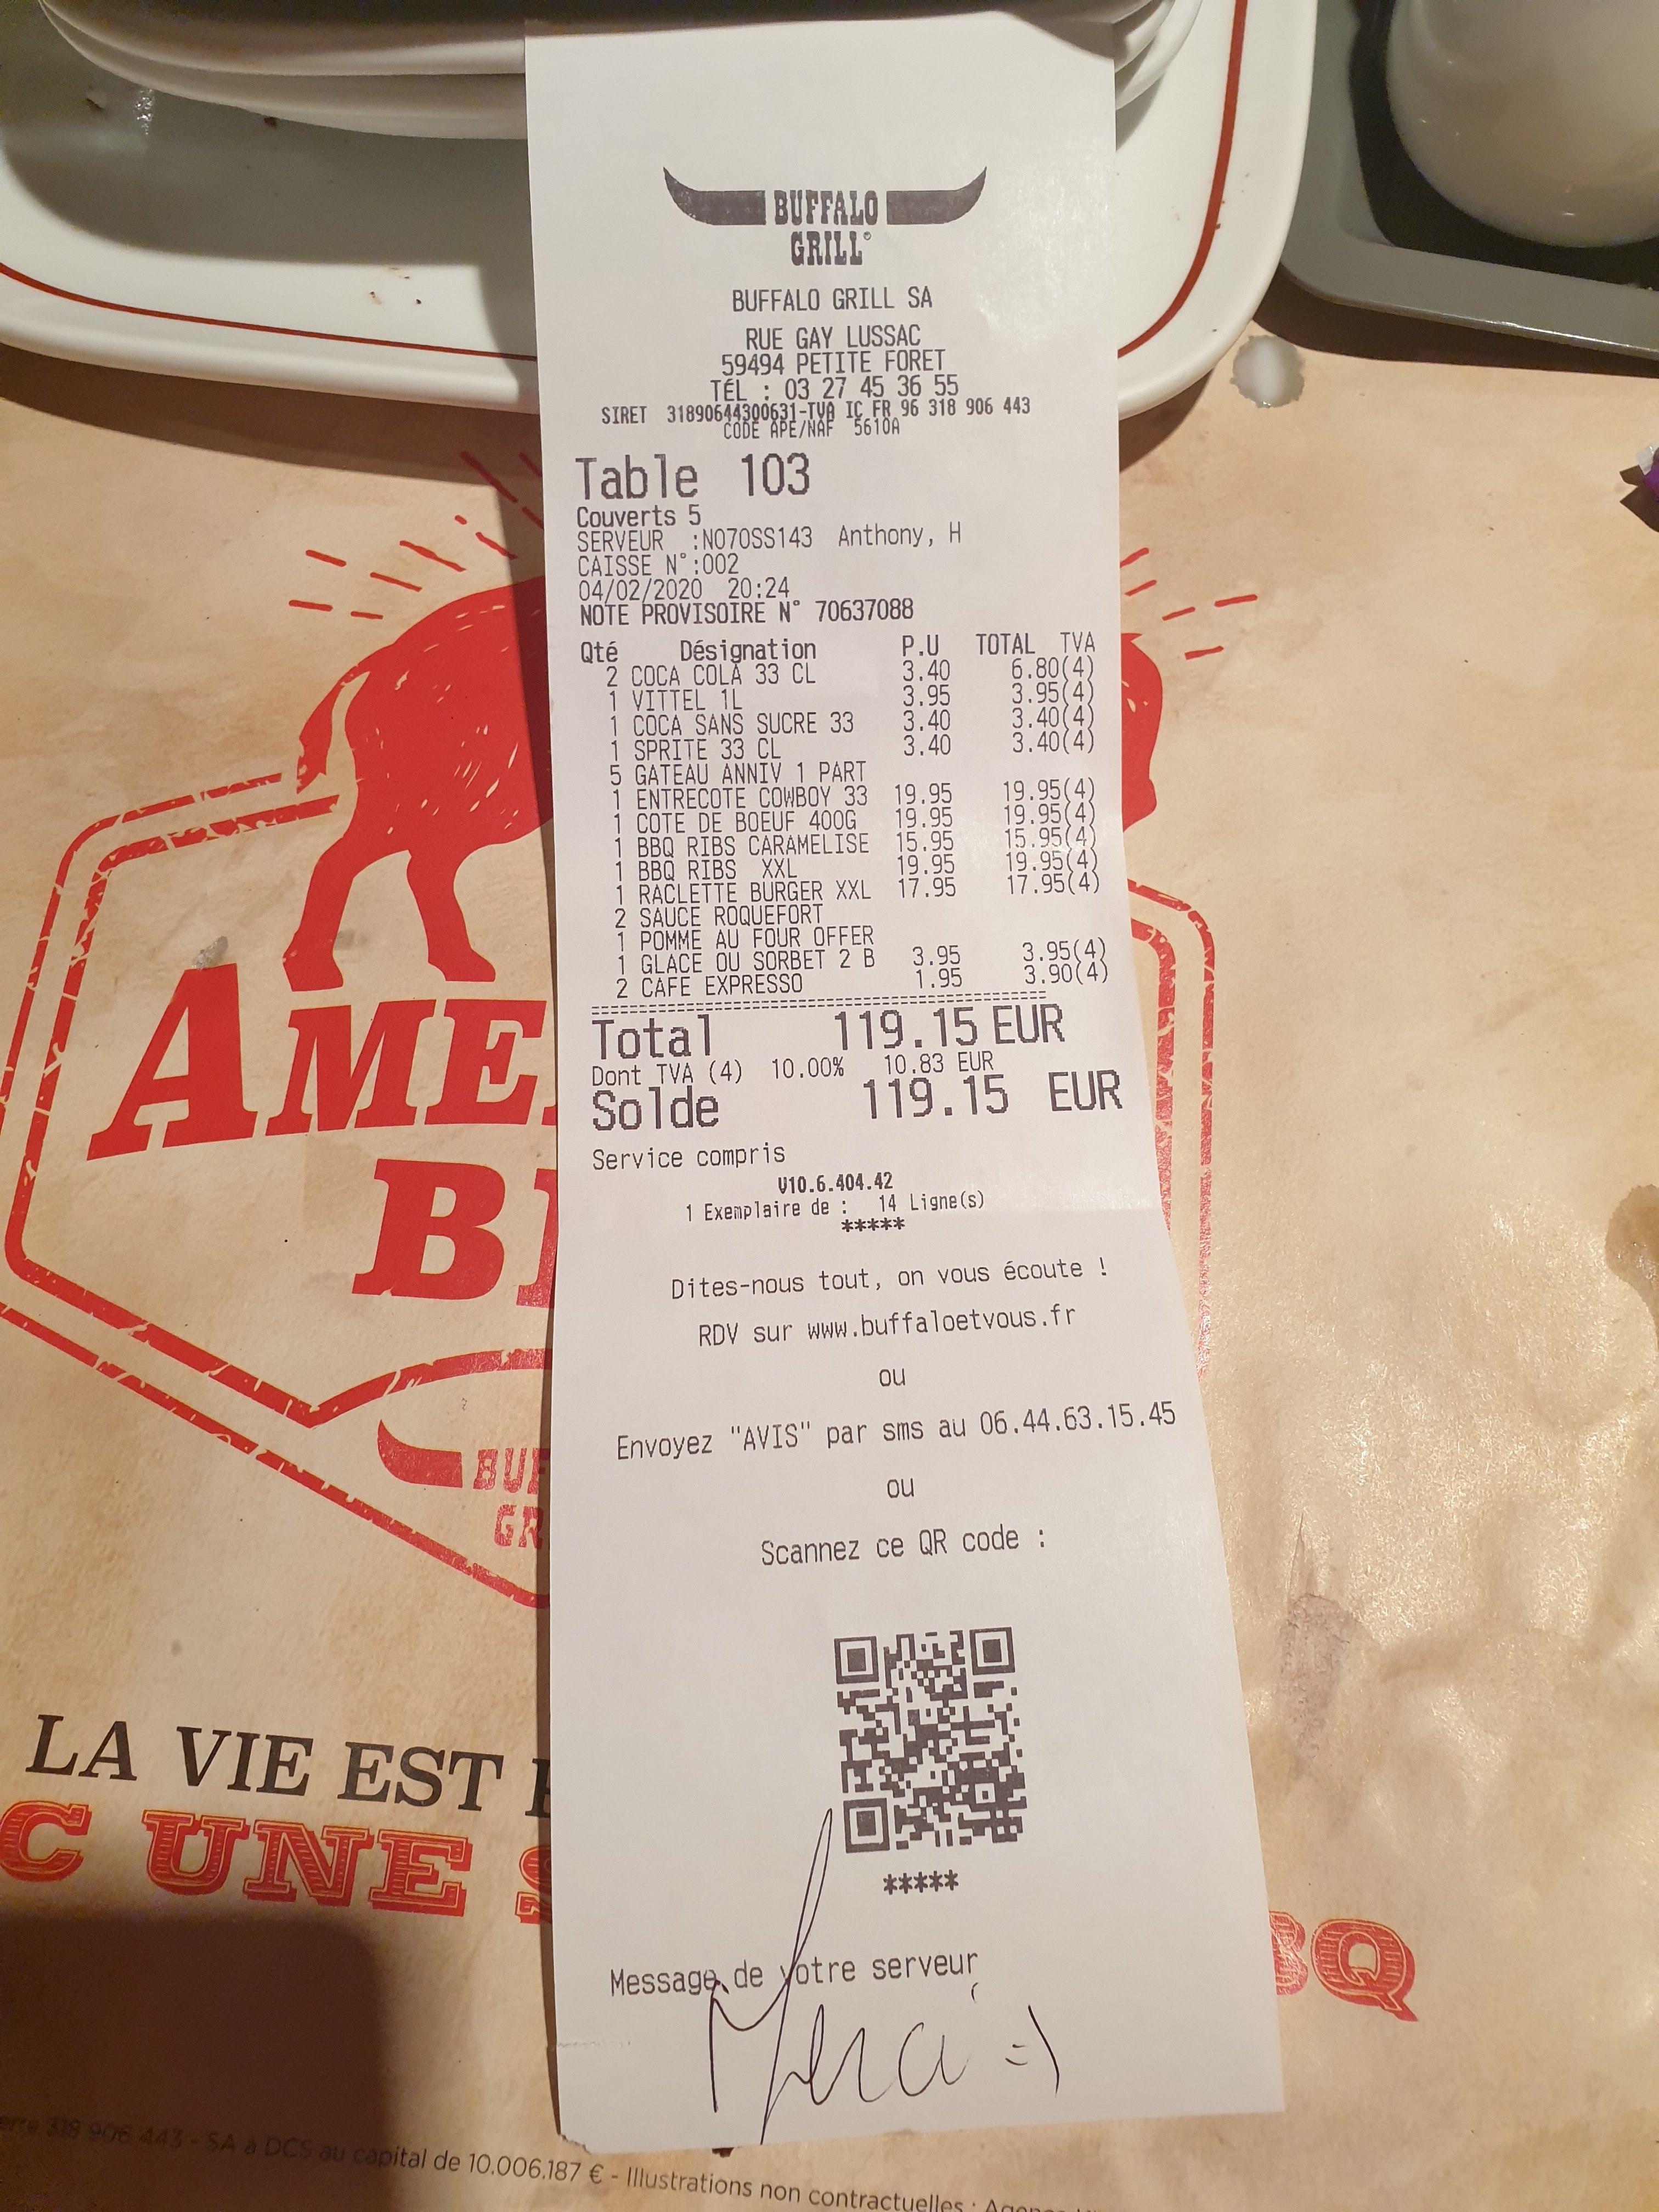 BUFFALO
GRILL
BUFFALO GRILL SA
RUE GAY LUSSAC
59494 PETITE FORET
TÉL : 03 27 45 36 55
SIRET 31890644300631-TVA IC FR 96 318 906 443
CODE APE/NAF 5610A
Table 103
Couverts 5
SERVEUR :N070SS143 Anthony, H
CAISSE N°:002
04/02/2020 20:24
NOTE PROVISOIRE N° 70637088
Qté Désignation P.U TOTAL TVA
2 COCA COLA 33 CL 3.40 6.80(4)
1 VITTEL 1L 3.95 3.95(4)
1 COCA SANS SUCRE 33 3.40 3.40(4)
1 SPRITE 33 CL 3.40 3.40(4)
5 GATEAU ANNIV 1 PART
1 ENTRECOTE COWBOY 33 19.95 19.95(4)
1 COTE DE BOEUF 400G 19.95 19.95(4)
1 BBQ RIBS CARAMELISE 15.95 15.95(4)
1 BBQ RIBS XXL 19.95 19.95(4)
1 RACLETTE BURGER XXL 17.95 17.95(4)
2 SAUCE ROQUEFORT
1 POMME AU FOUR OFFER
1 GLACE OU SORBET 2 B 3.95 3.95(4)
2 CAFE EXPRESSO 1.95 3.90(4)
Total 119.15 EUR
Dont TVA (4) 10.00% 10.83 EUR
Solde 119.15 EUR
Service compris
V10.6.404.42
1 Exemplaire de : 14 Ligne(s)
*****
Dites-nous tout, on vous écoute !
RDV sur www.buffaloetvous.fr
ou
Envoyez "AVIS" par sms au 06.44.63.15.45
ou
Scannez ce QR code :
*****
Message de votre serveur
Merci =)
AME
B
BUF
GR
LA VIE EST
C UNE S
BQ
318 906 443 - SA à DCS au capital de 10.006.187 € - Illustrations non contractuelles :